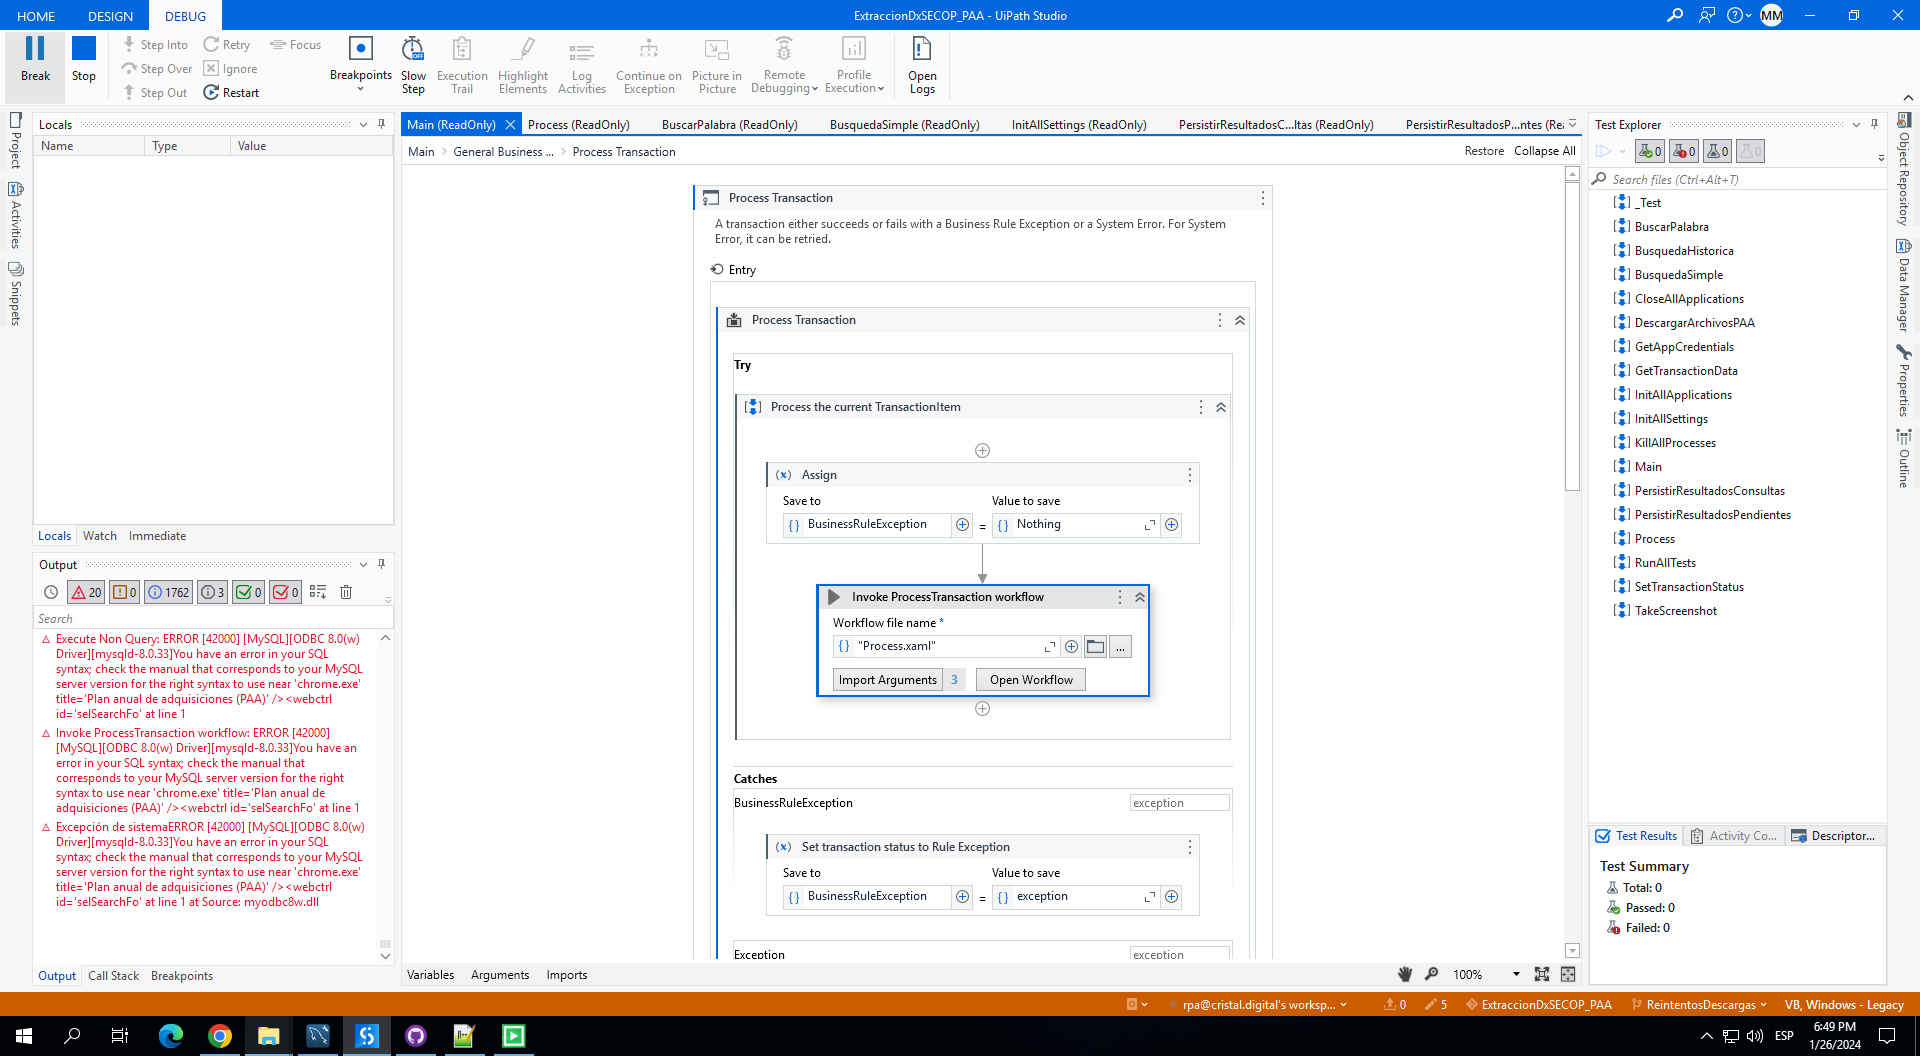 HOME DESIGN DEBUG
ExtraccionDxSECOP_PAA - UiPath Studio
MM
Break
Stop
Step Into
Step Over
Step Out
Retry
Ignore
Restart
Focus
Breakpoints
Slow Step
Execution Trail
Highlight Elements
Log Activities
Continue on Exception
Picture in Picture
Remote Debugging
Profile Execution
Open Logs
Project
Activities
Snippets
Locals
Name Type Value
Locals Watch Immediate
Output
20 0 1762 3 0 0
Search
Execute Non Query: ERROR [42000] [MySQL][ODBC 8.0(w)
Driver][mysqld-8.0.33]You have an error in your SQL
syntax; check the manual that corresponds to your MySQL
server version for the right syntax to use near 'chrome.exe'
title='Plan anual de adquisiciones (PAA)' /><webctrl
id='selSearchFo' at line 1
Invoke ProcessTransaction workflow: ERROR [42000]
[MySQL][ODBC 8.0(w) Driver][mysqld-8.0.33]You have an
error in your SQL syntax; check the manual that
corresponds to your MySQL server version for the right
syntax to use near 'chrome.exe' title='Plan anual de
adquisiciones (PAA)' /><webctrl id='selSearchFo' at line 1
Excepción de sistemaERROR [42000] [MySQL][ODBC 8.0(w)
Driver][mysqld-8.0.33]You have an error in your SQL
syntax; check the manual that corresponds to your MySQL
server version for the right syntax to use near 'chrome.exe'
title='Plan anual de adquisiciones (PAA)' /><webctrl
id='selSearchFo' at line 1 at Source: myodbc8w.dll
Output Call Stack Breakpoints
Main (ReadOnly) Process (ReadOnly) BuscarPalabra (ReadOnly) BusquedaSimple (ReadOnly) InitAllSettings (ReadOnly) PersistirResultadosC...ltas (ReadOnly) PersistirResultadosP...ntes (Re
Main General Business ... Process Transaction
Restore Collapse All
Process Transaction
A transaction either succeeds or fails with a Business Rule Exception or a System Error. For System
Error, it can be retried.
Entry
Process Transaction
Try
Process the current TransactionItem
(x) Assign
Save to Value to save
{} BusinessRuleException = {} Nothing
Invoke ProcessTransaction workflow
Workflow file name *
{} "Process.xaml" ...
Import Arguments 3 Open Workflow
Catches
BusinessRuleException exception
(x) Set transaction status to Rule Exception
Save to Value to save
{} BusinessRuleException = {} exception
Exception exception
Variables Arguments Imports
100%
Test Explorer
0 0 0 0
Search files (Ctrl+Alt+T)
_Test
BuscarPalabra
BusquedaHistorica
BusquedaSimple
CloseAllApplications
DescargarArchivosPAA
GetAppCredentials
GetTransactionData
InitAllApplications
InitAllSettings
KillAllProcesses
Main
PersistirResultadosConsultas
PersistirResultadosPendientes
Process
RunAllTests
SetTransactionStatus
TakeScreenshot
Test Results Activity Co... Descriptor...
Test Summary
Total: 0
Passed: 0
Failed: 0
Object Repository
Data Manager
Properties
Outline
rpa@cristal.digital's worksp... 0 5 ExtraccionDxSECOP_PAA ReintentosDescargas VB, Windows - Legacy
ESP
6:49 PM
1/26/2024